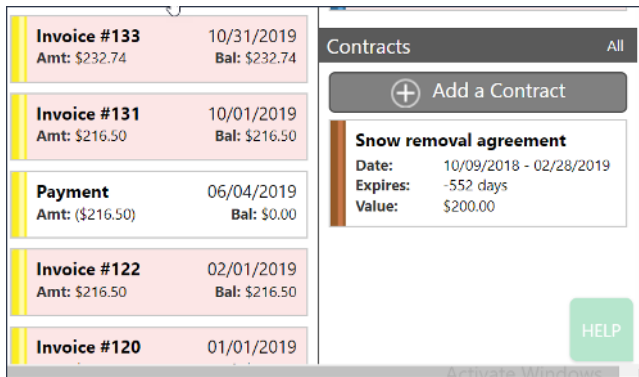 Invoice #133 10/31/2019
Amt: $232.74 Bal: $232.74
Invoice #131 10/01/2019
Amt: $216.50 Bal: $216.50
Payment 06/04/2019
Amt: ($216.50) Bal: $0.00
Invoice #122 02/01/2019
Amt: $216.50 Bal: $216.50
Invoice #120 01/01/2019
Contracts All
Add a Contract
Snow removal agreement
Date: 10/09/2018 - 02/28/2019
Expires: -552 days
Value: $200.00
HELP
Activate Windows